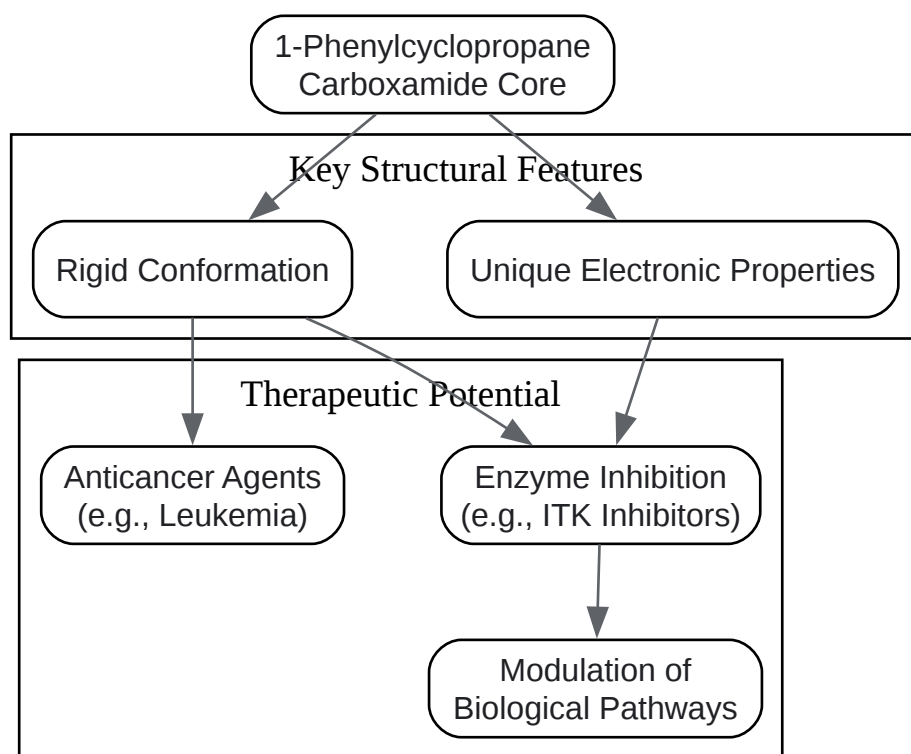 1-Phenylcyclopropane
Carboxamide Core
Key Structural Features
Rigid Conformation
Unique Electronic Properties
Therapeutic Potential
Anticancer Agents
(e.g., Leukemia)
Enzyme Inhibition
(e.g., ITK Inhibitors)
Modulation of
Biological Pathways